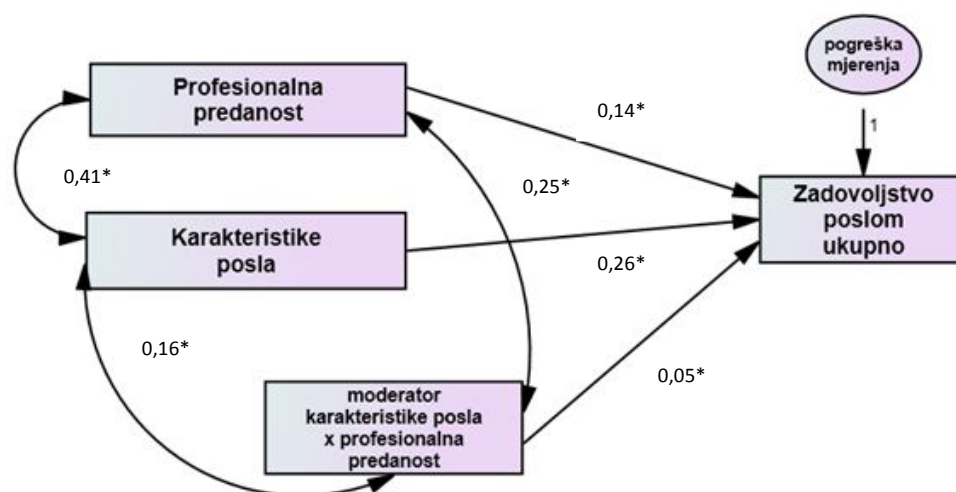 pogreška
mjerenja
Profesionalna
predanost
0,14*
1
0,41*
0,25*
Zadovoljstvo
poslom
ukupno
Karakteristike
posla
0,26*
0,16*
0,05*
moderator
karakteristike posla
x profesionalna
predanost